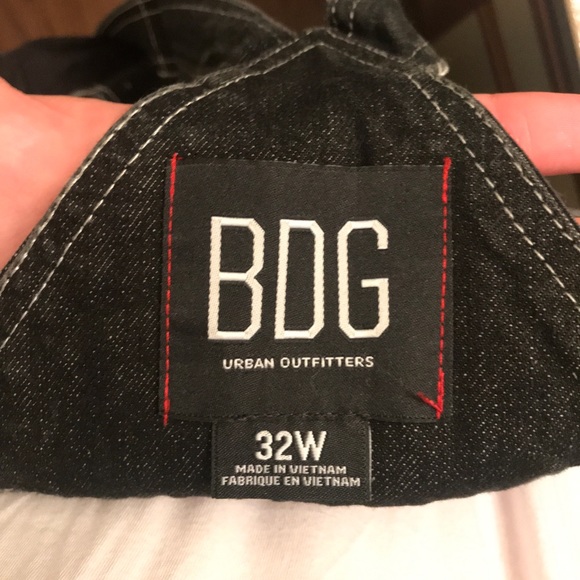 BDG
URBAN OUTFITTERS
32W
MADE IN VIETNAM
FABRIQUE EN VIETNAM